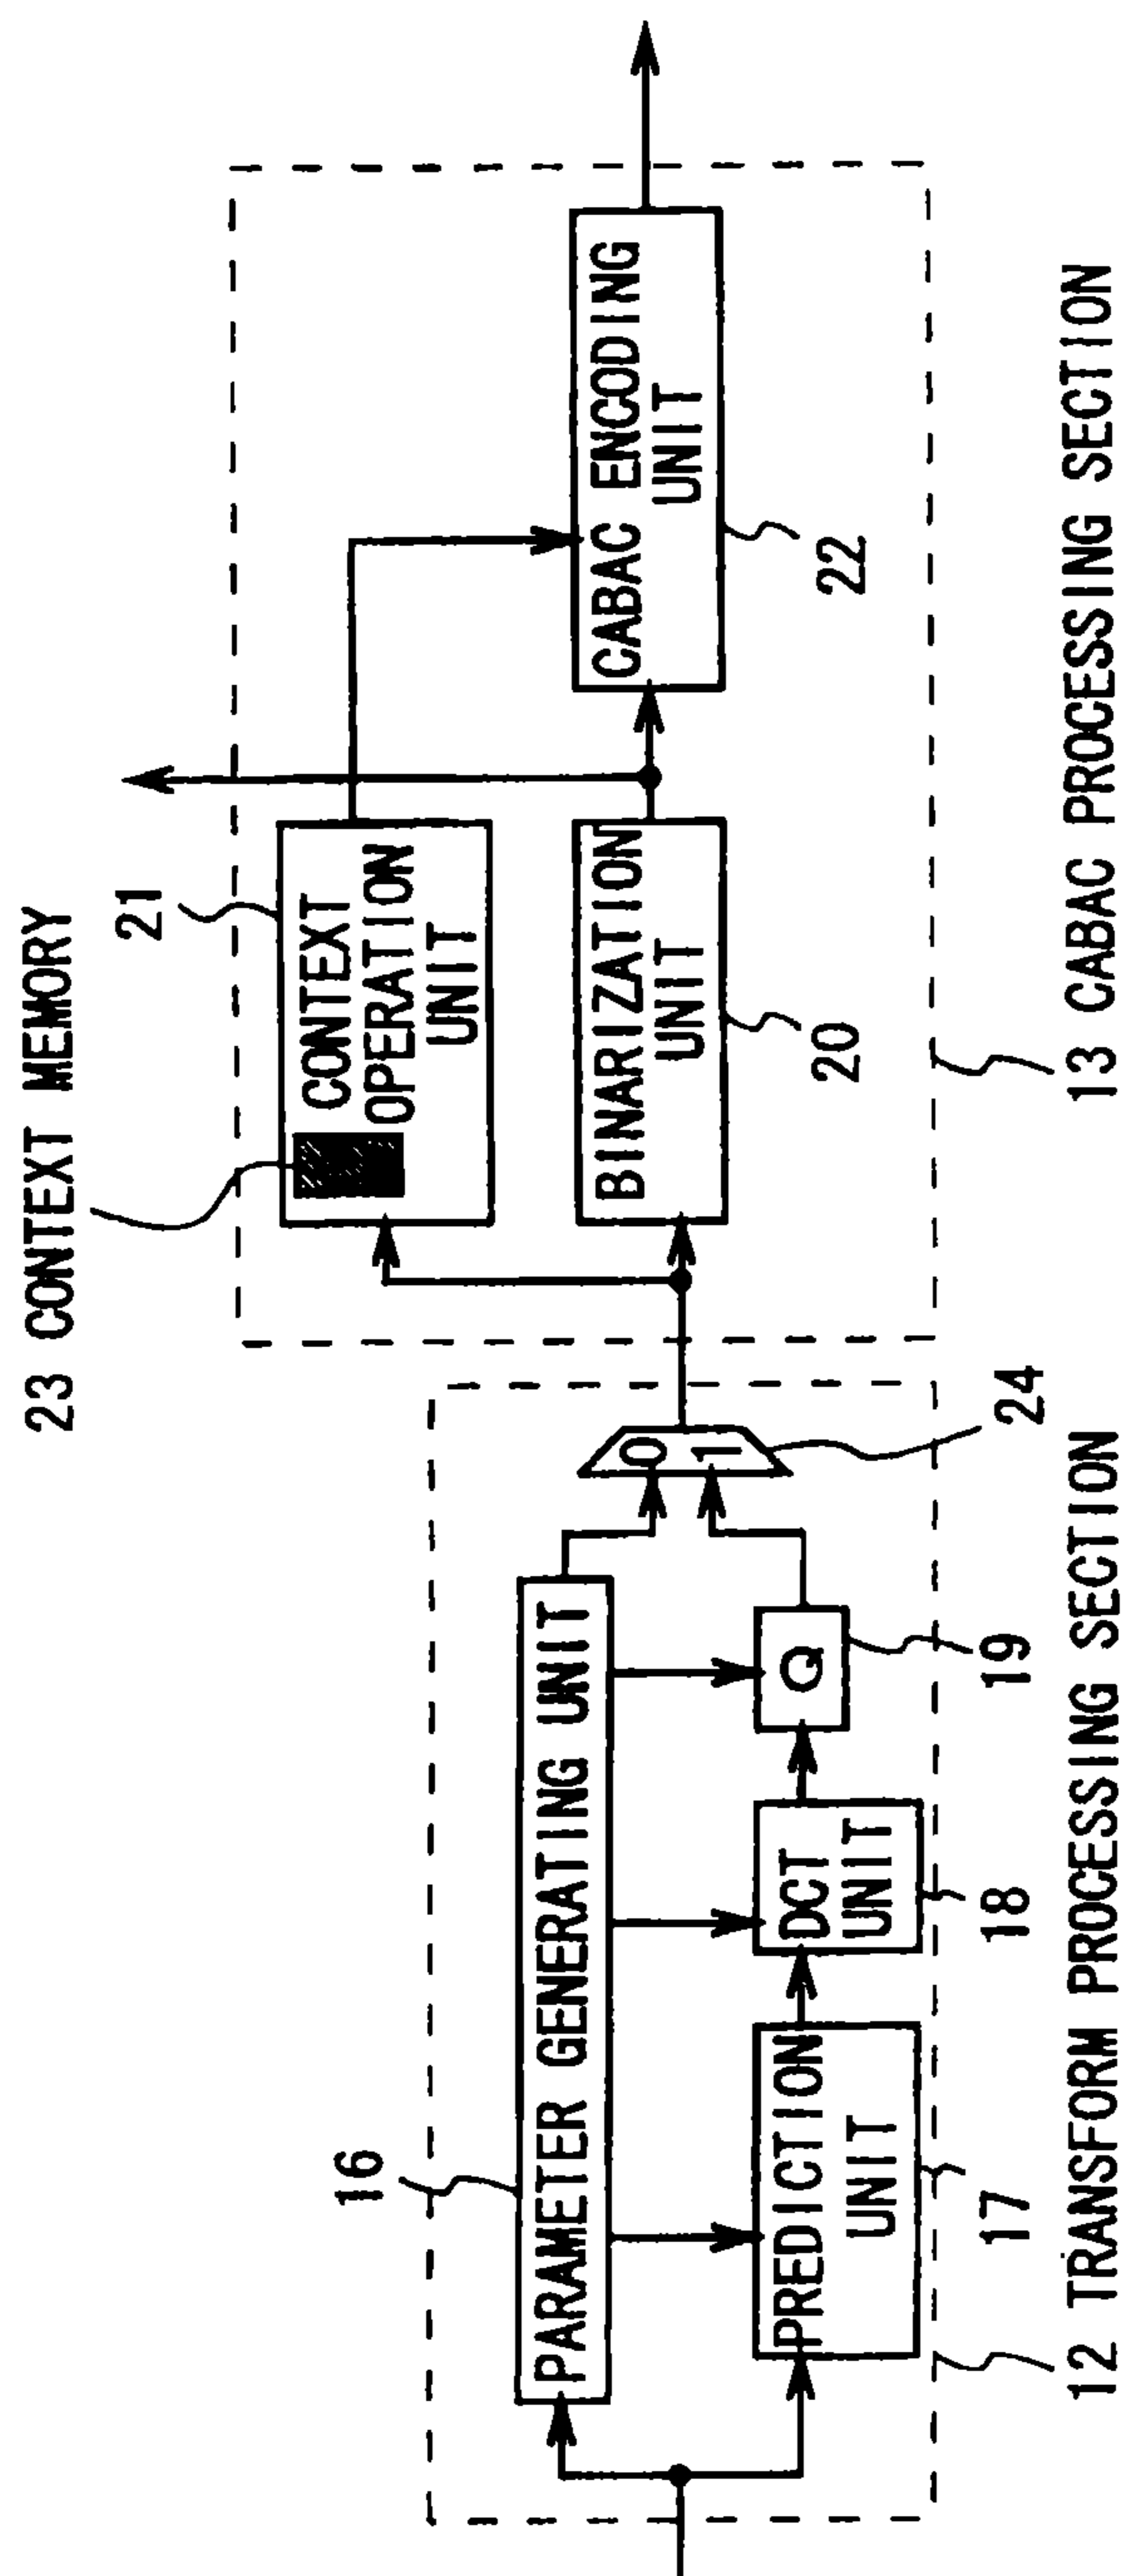 23 CONTEXT MEMORY
21
CONTEXT
OPERATION
UNIT
16
PARAMETER GENERATING UNIT
0
1
BINARIZATION
UNIT
CABAC ENCODING
UNIT
PREDICTION
UNIT
DCT
UNIT
Q
20
22
17
18
19
24
12 TRANSFORM PROCESSING SECTION
13 CABAC PROCESSING SECTION